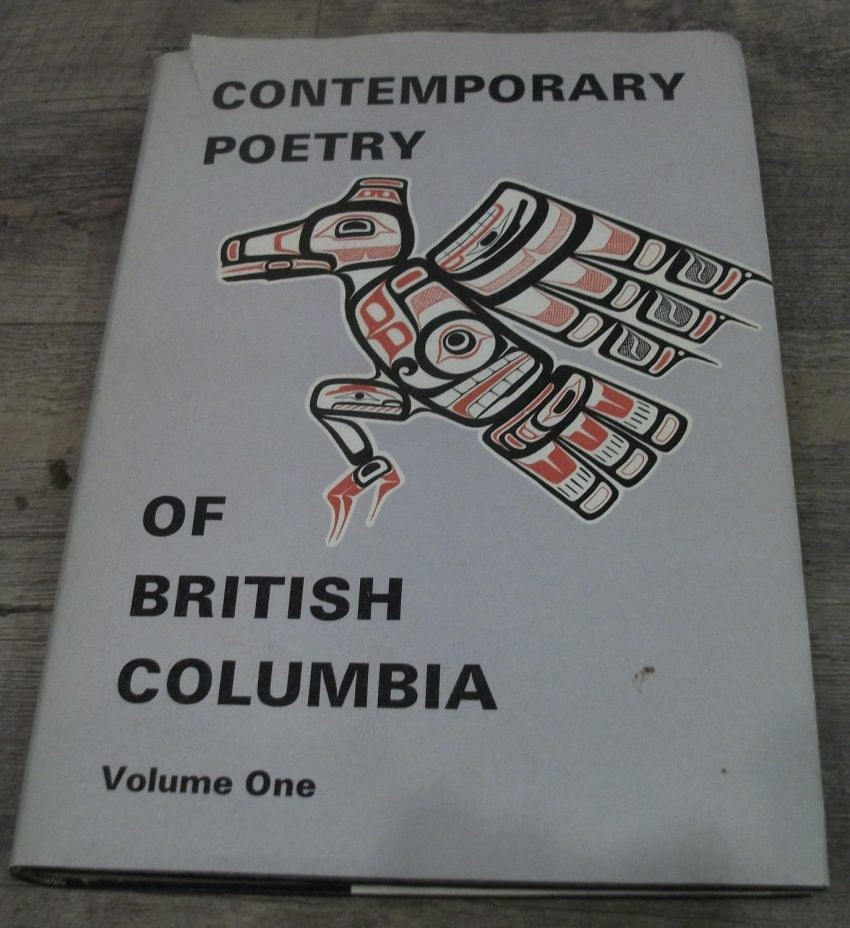 CONTEMPORARY
POETRY
OF
BRITISH
COLUMBIA
Volume One